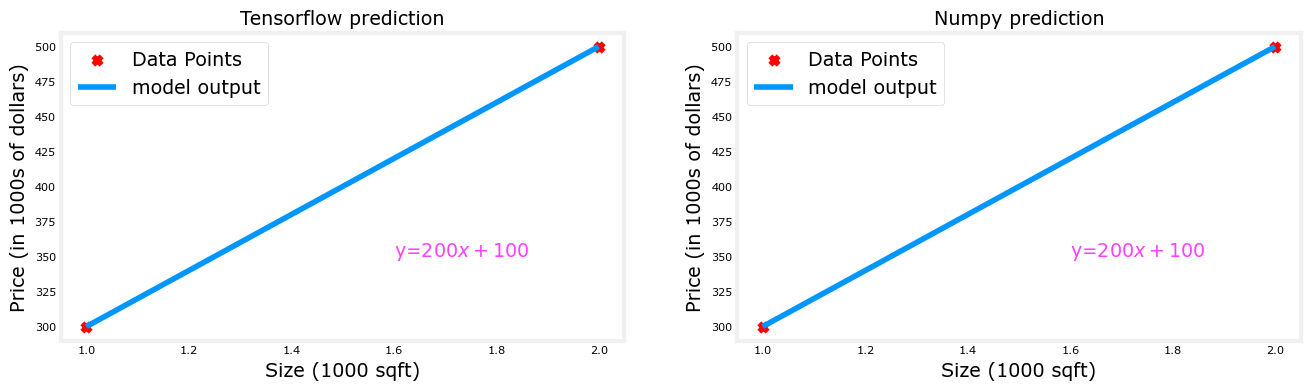 Tensorflow prediction
Data Points
model output
500
475
450
425
400
375
350
325
300
Price (in 1000s of dollars)
y=200x + 100
1.0 1.2 1.4 1.6 1.8 2.0
Size (1000 sqft)
Numpy prediction
Data Points
model output
500
475
450
425
400
375
350
325
300
Price (in 1000s of dollars)
y=200x + 100
1.0 1.2 1.4 1.6 1.8 2.0
Size (1000 sqft)